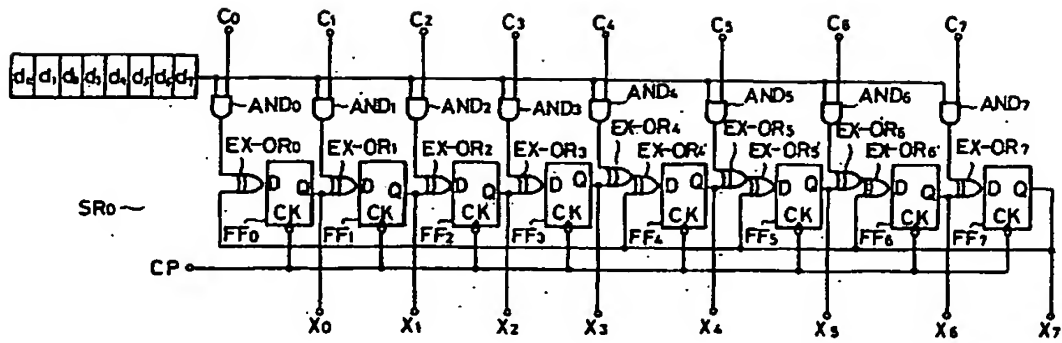 C0 C1 C2 C3 C4 C5 C6 C7
d1 d2 d3 d4 d5 d6 d7
AND0 AND1 AND2 AND3 AND4 AND5 AND6 AND7
EX-OR0 EX-OR1 EX-OR2 EX-OR3 EX-OR4 EX-OR4' EX-OR5 EX-OR5' EX-OR6 EX-OR6' EX-OR7
D Q D Q D Q D Q D Q D Q D Q D Q
SR0
CK CK CK CK CK CK CK CK
FF0 FF1 FF2 FF3 FF4 FF5 FF6 FF7
CP
X0 X1 X2 X3 X4 X5 X6 X7